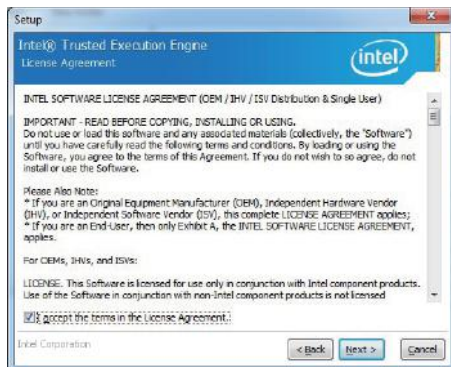 Setup
Intel® Trusted Execution Engine
License Agreement
intel
INTEL SOFTWARE LICENSE AGREEMENT (OEM / IHV / ISV Distribution & Single User)
IMPORTANT - READ BEFORE COPYING, INSTALLING OR USING.
Do not use or load this software and any associated materials (collectively, the "Software")
until you have carefully read the following terms and conditions. By loading or using the
Software, you agree to the terms of this Agreement. If you do not wish to so agree, do not
install or use the Software.
Please Also Note:
* If you are an Original Equipment Manufacturer (OEM), Independent Hardware Vendor
(IHV), or Independent Software Vendor (ISV), this complete LICENSE AGREEMENT applies;
* If you are an End-User, then only Exhibit A, the INTEL SOFTWARE LICENSE AGREEMENT,
applies.
For OEMs, IHVs, and ISVs:
LICENSE. This Software is licensed for use only in conjunction with Intel component products.
Use of the Software in conjunction with non-Intel component products is not licensed
I accept the terms in the License Agreement.
Intel Corporation
< Back
Next >
Cancel